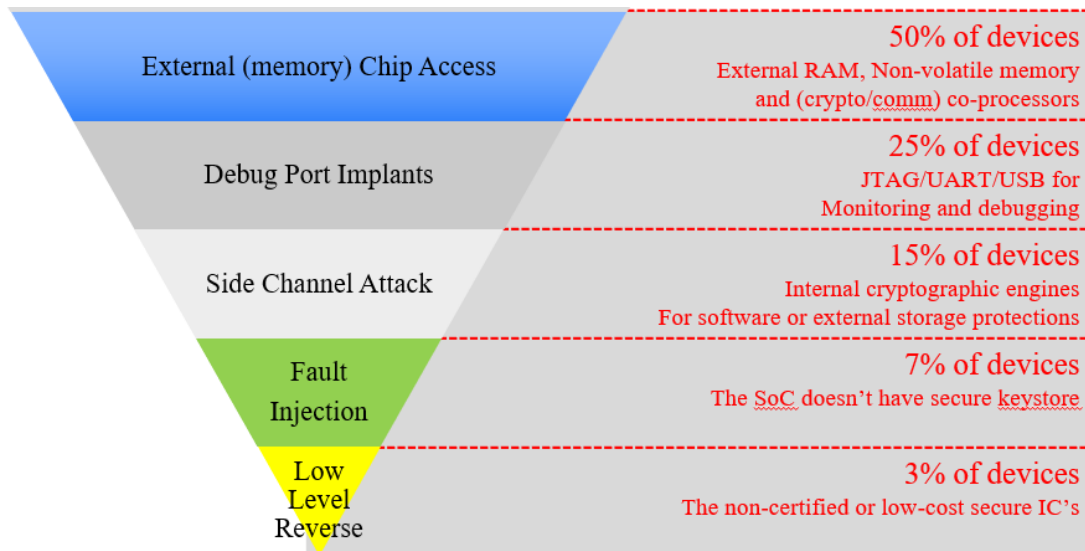 External (memory) Chip Access
50% of devices
External RAM, Non-volatile memory
and (crypto/comm) co-processors
Debug Port Implants
25% of devices
JTAG/UART/USB for
Monitoring and debugging
Side Channel Attack
15% of devices
Internal cryptographic engines
For software or external storage protections
Fault
Injection
7% of devices
The SoC doesn’t have secure keystore
Low
Level
Reverse
3% of devices
The non-certified or low-cost secure IC’s